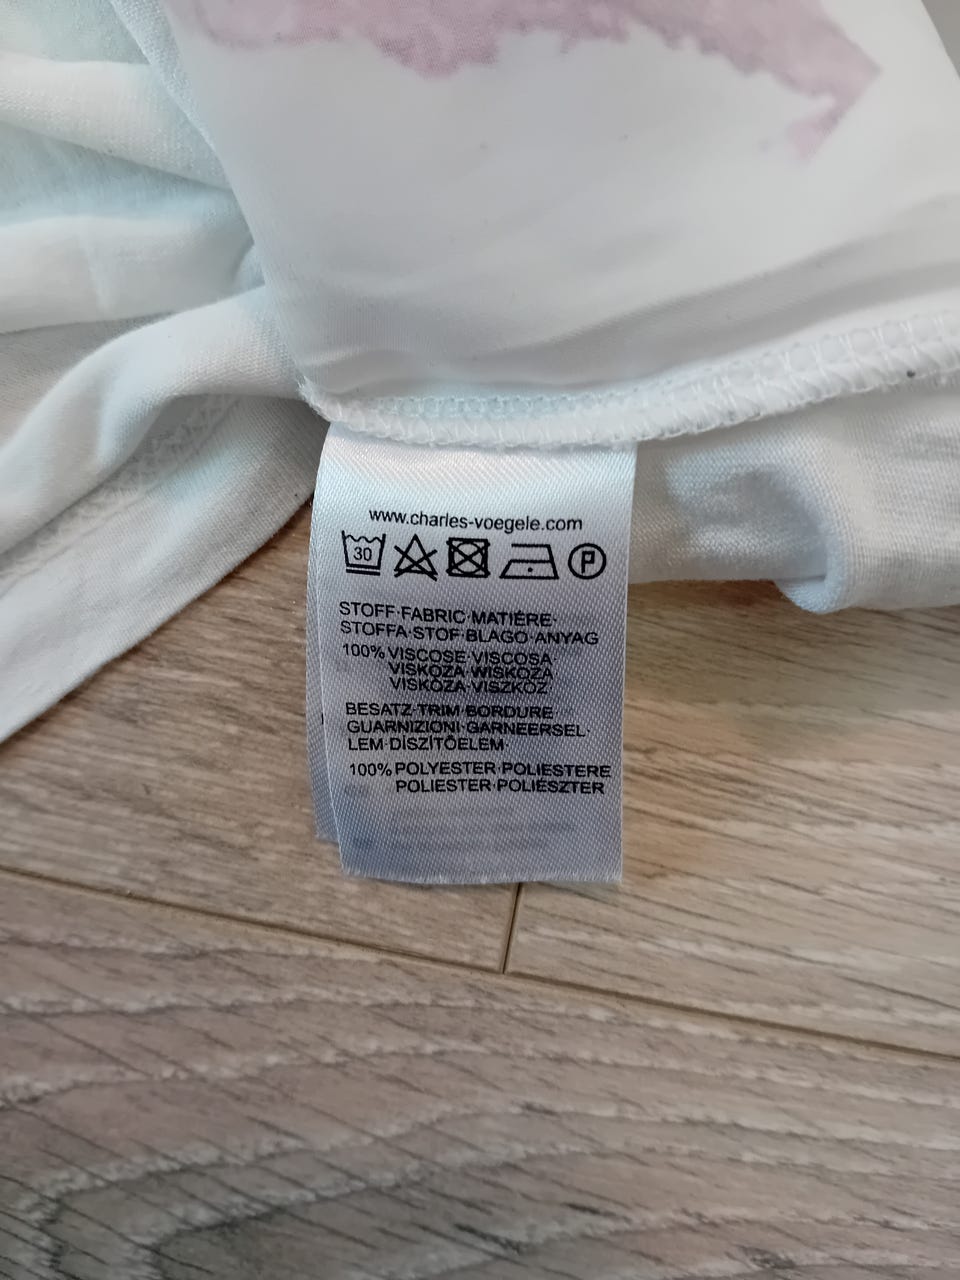 www.charles-voegele.com
30 P
STOFF·FABRIC·MATIÈRE·
STOFFA·STOF·BLAGO·ANYAG
100% VISCOSE·VISCOSA
VISKOZA·WISKOZA
VISKÓZA·VISZKÓZ
BESATZ·TRIM·BORDURE
GUARNIZIONI·GARNEERSEL·
LEM·DÍSZÍTŐELEM·
100% POLYESTER·POLIESTERE
POLIESTER·POLIÉSZTER